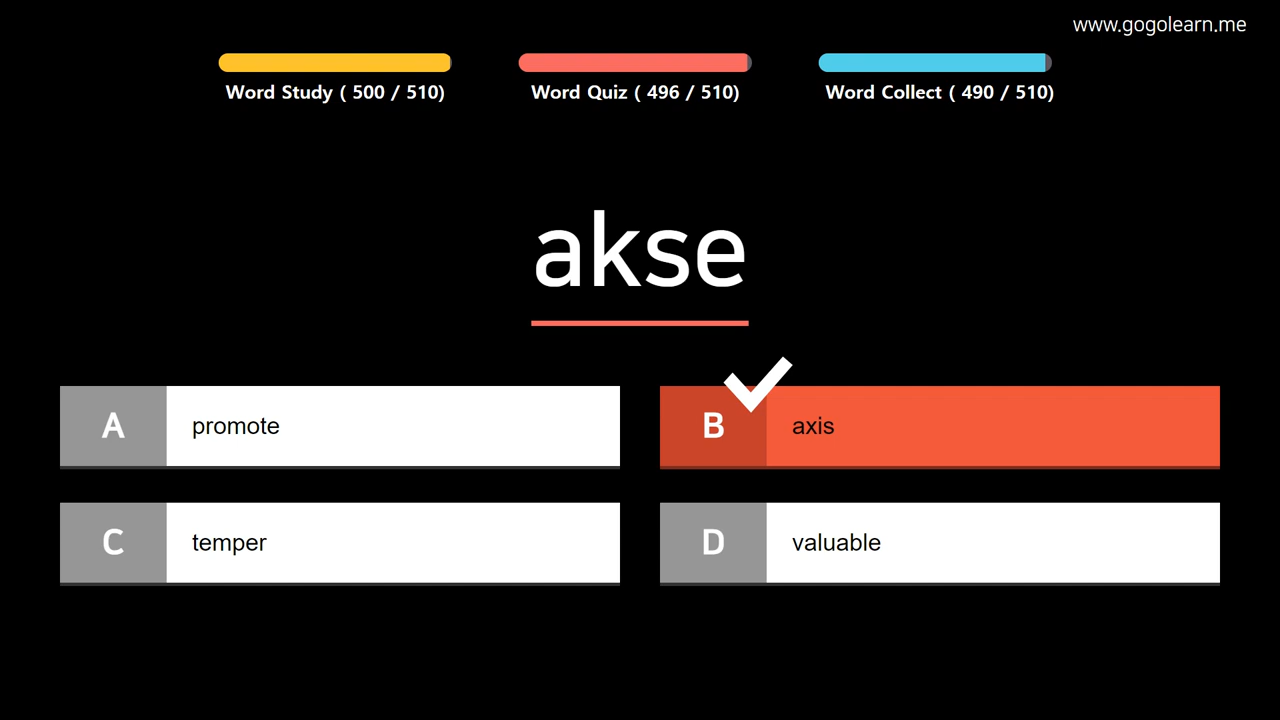 www.gogolearn.me
Word Study ( 500 / 510)
Word Quiz ( 496 / 510)
Word Collect ( 490 / 510)
akse
A
promote
B
axis
C
temper
D
valuable